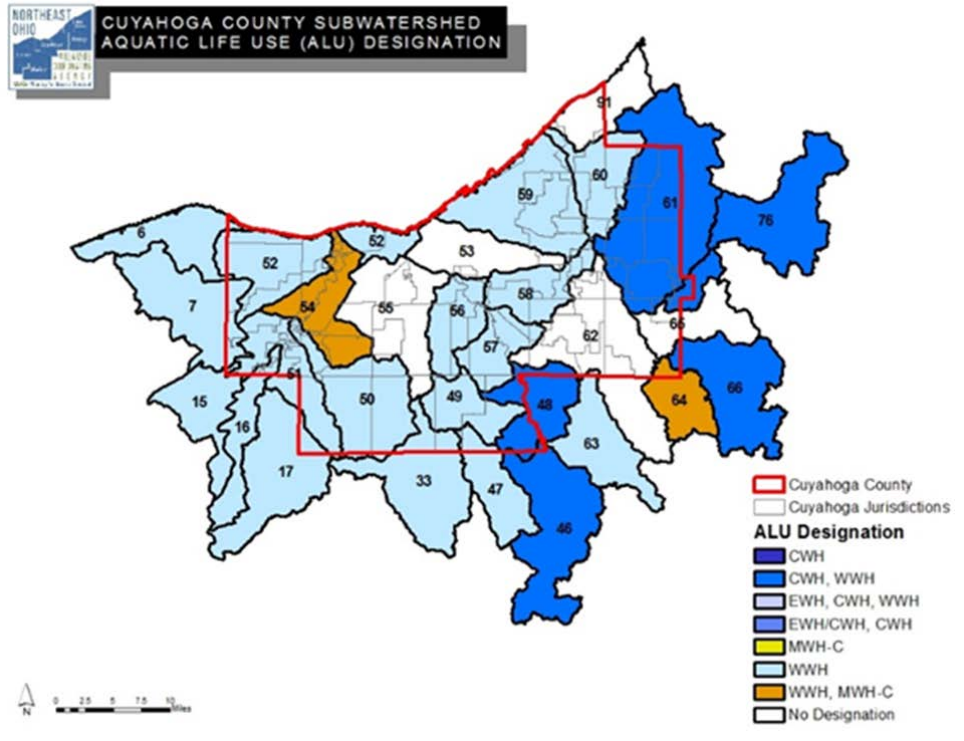 NORTHEAST
OHIO
CUYAHOGA COUNTY SUBWATERSHED
AQUATIC LIFE USE (ALU) DESIGNATION
91
60
59
61
76
6
52
52
53
7
54
55
58
56
62
65
57
51
15
50
49
48
64
66
16
63
17
33
47
46
Cuyahoga County
Cuyahoga Jurisdictions
ALU Designation
CWH
CWH, WWH
EWH, CWH, WWH
EWH/CWH, CWH
MWH-C
WWH
WWH, MWH-C
No Designation
N
0 2.5 5 7.5 10
Miles